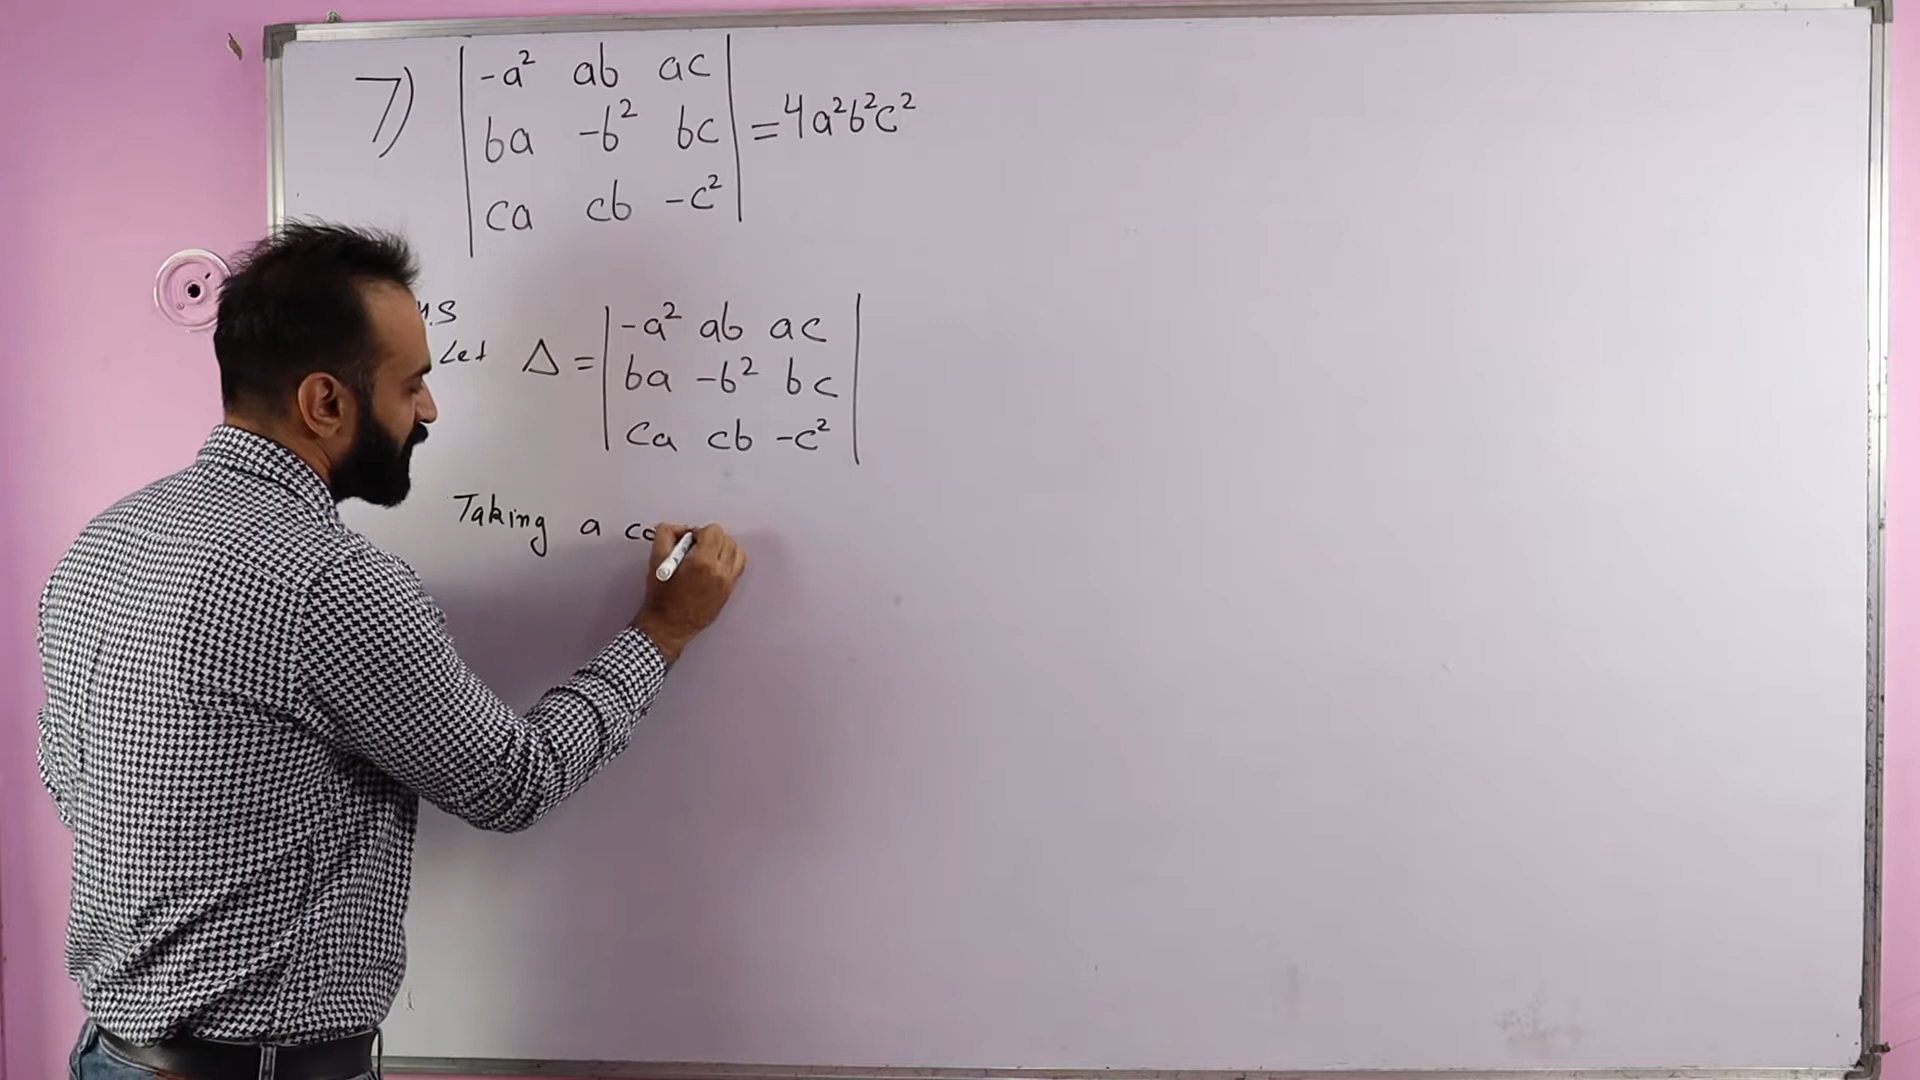 7) | -a² ab ac |
| ba -b² bc | = 4a²b²c²
| ca cb -c² |
.S
Let Δ = | -a² ab ac |
| ba -b² bc |
| ca cb -c² |
Taking a co